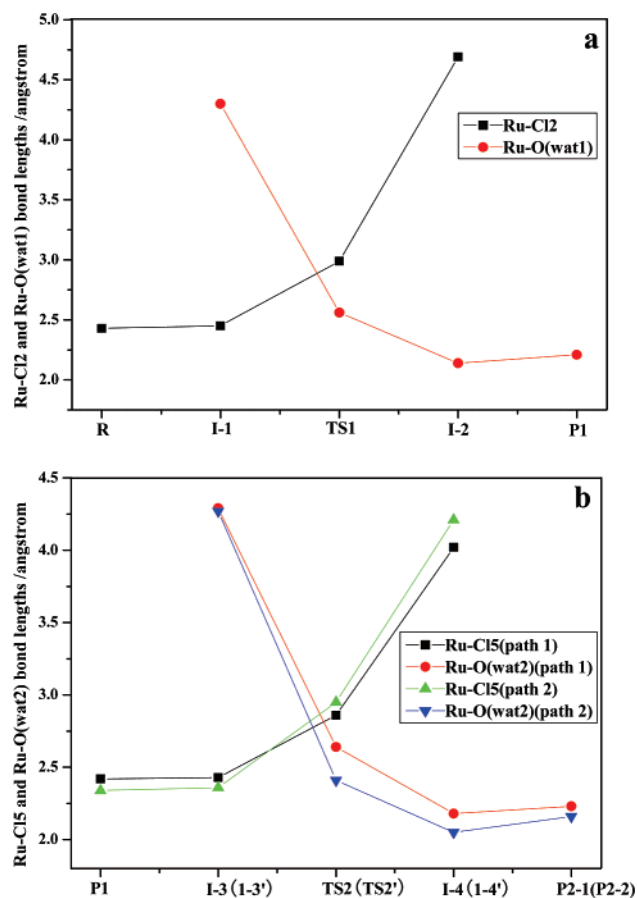 a
5.0
4.5
4.0
3.5
3.0
2.5
2.0
Ru-Cl2 and Ru-O(wat1) bond lengths /angstrom
Ru-Cl2
Ru-O(wat1)
R I-1 TS1 I-2 P1
b
4.5
4.0
3.5
3.0
2.5
2.0
Ru-Cl5 and Ru-O(wat2) bond lengths /angstrom
Ru-Cl5(path 1)
Ru-O(wat2)(path 1)
Ru-Cl5(path 2)
Ru-O(wat2)(path 2)
P1 I-3(1-3') TS2(TS2') I-4(1-4') P2-1(P2-2)